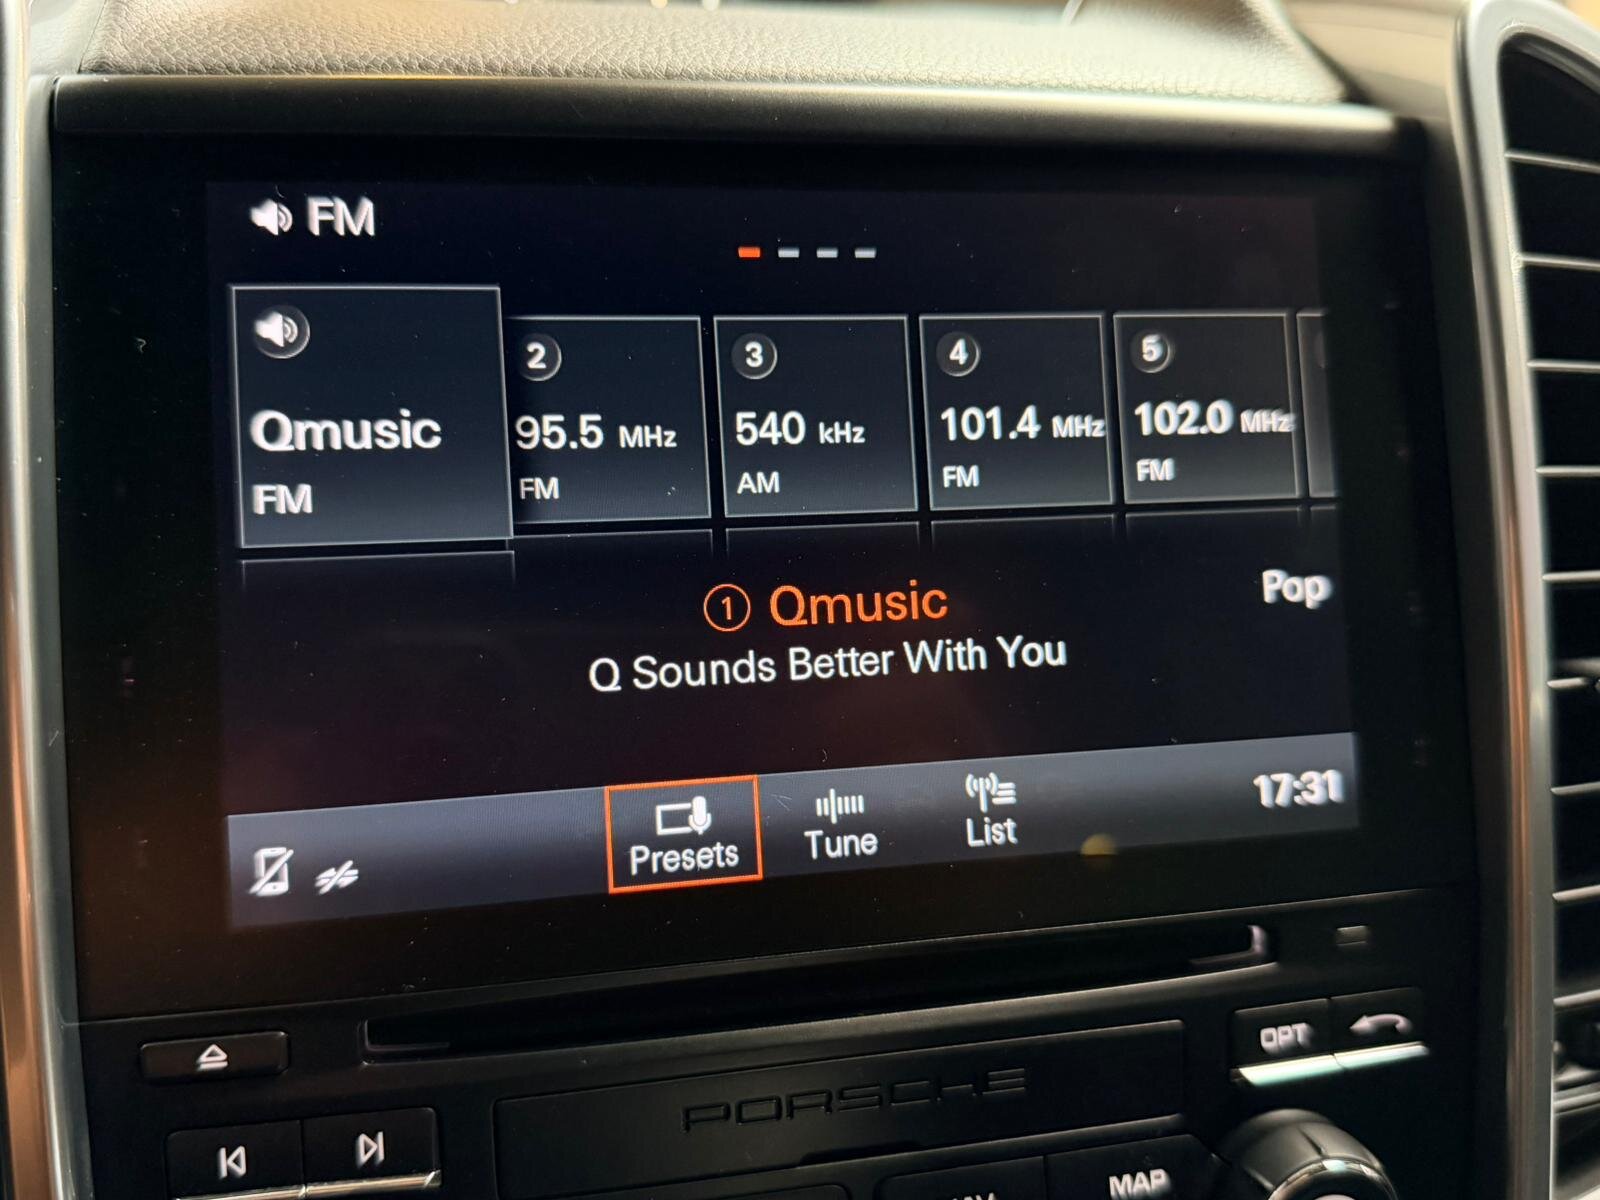 FM
Qmusic
FM
2
95.5 MHz
FM
3
540 kHz
AM
4
101.4 MHz
FM
5
102.0 MHz
FM
1 Qmusic
Pop
Q Sounds Better With You
Presets
Tune
List
17:31
OPT
PORSCHE
MAP